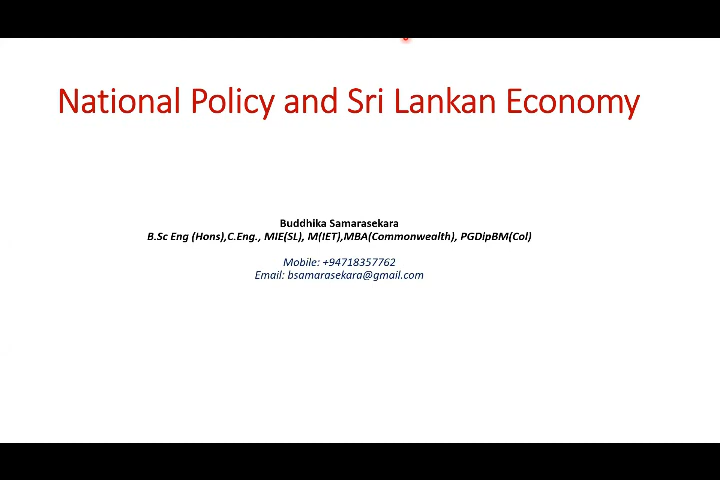 National Policy and Sri Lankan Economy
Buddhika Samarasekara
B.Sc Eng (Hons),C.Eng., MIE(SL), M(IET),MBA(Commonwealth), PGDipBM(Col)
Mobile: +94718357762
Email: bsamarasekara@gmail.com